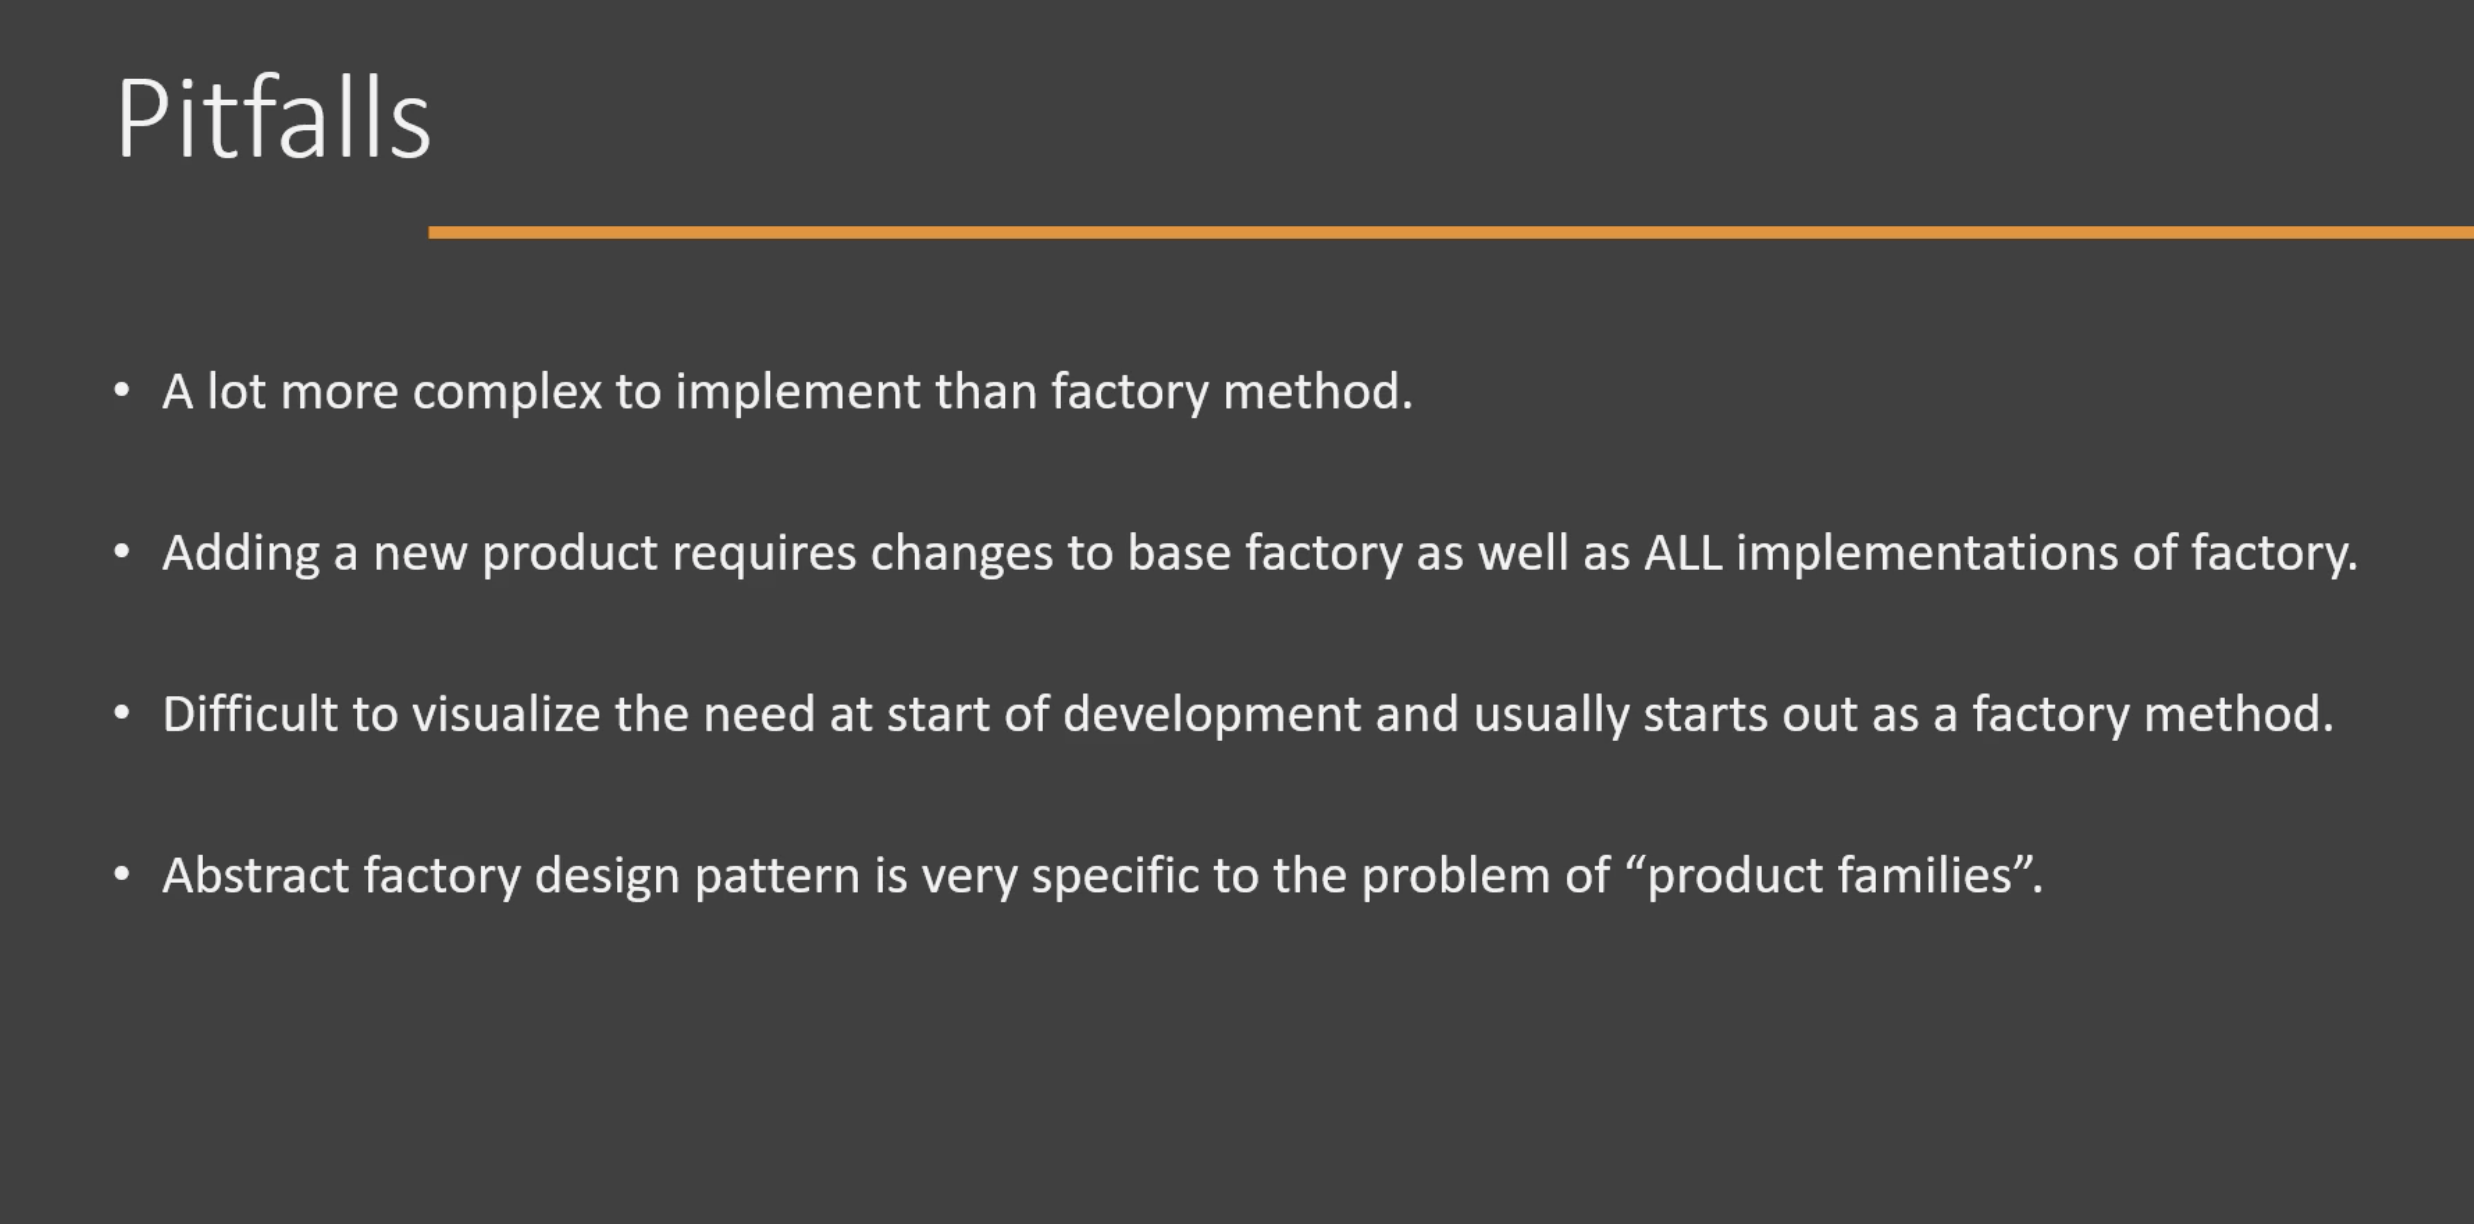 Pitfalls
• A lot more complex to implement than factory method.
• Adding a new product requires changes to base factory as well as ALL implementations of factory.
• Difficult to visualize the need at start of development and usually starts out as a factory method.
• Abstract factory design pattern is very specific to the problem of “product families”.